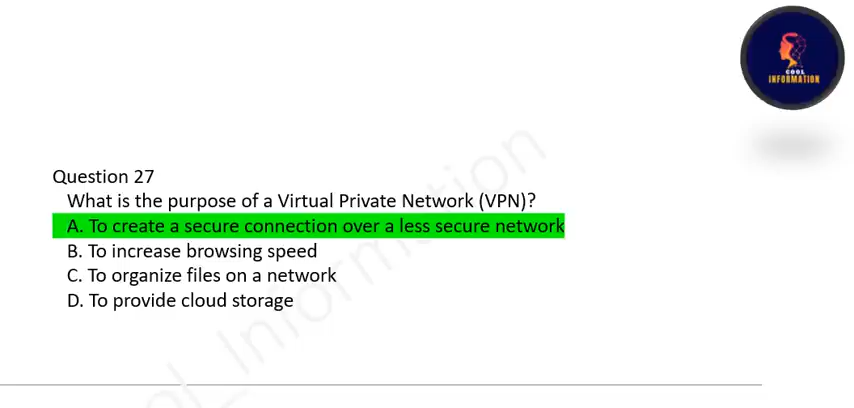 COOL
INFORMATION
Question 27
What is the purpose of a Virtual Private Network (VPN)?
A. To create a secure connection over a less secure network
B. To increase browsing speed
C. To organize files on a network
D. To provide cloud storage
ol_Information